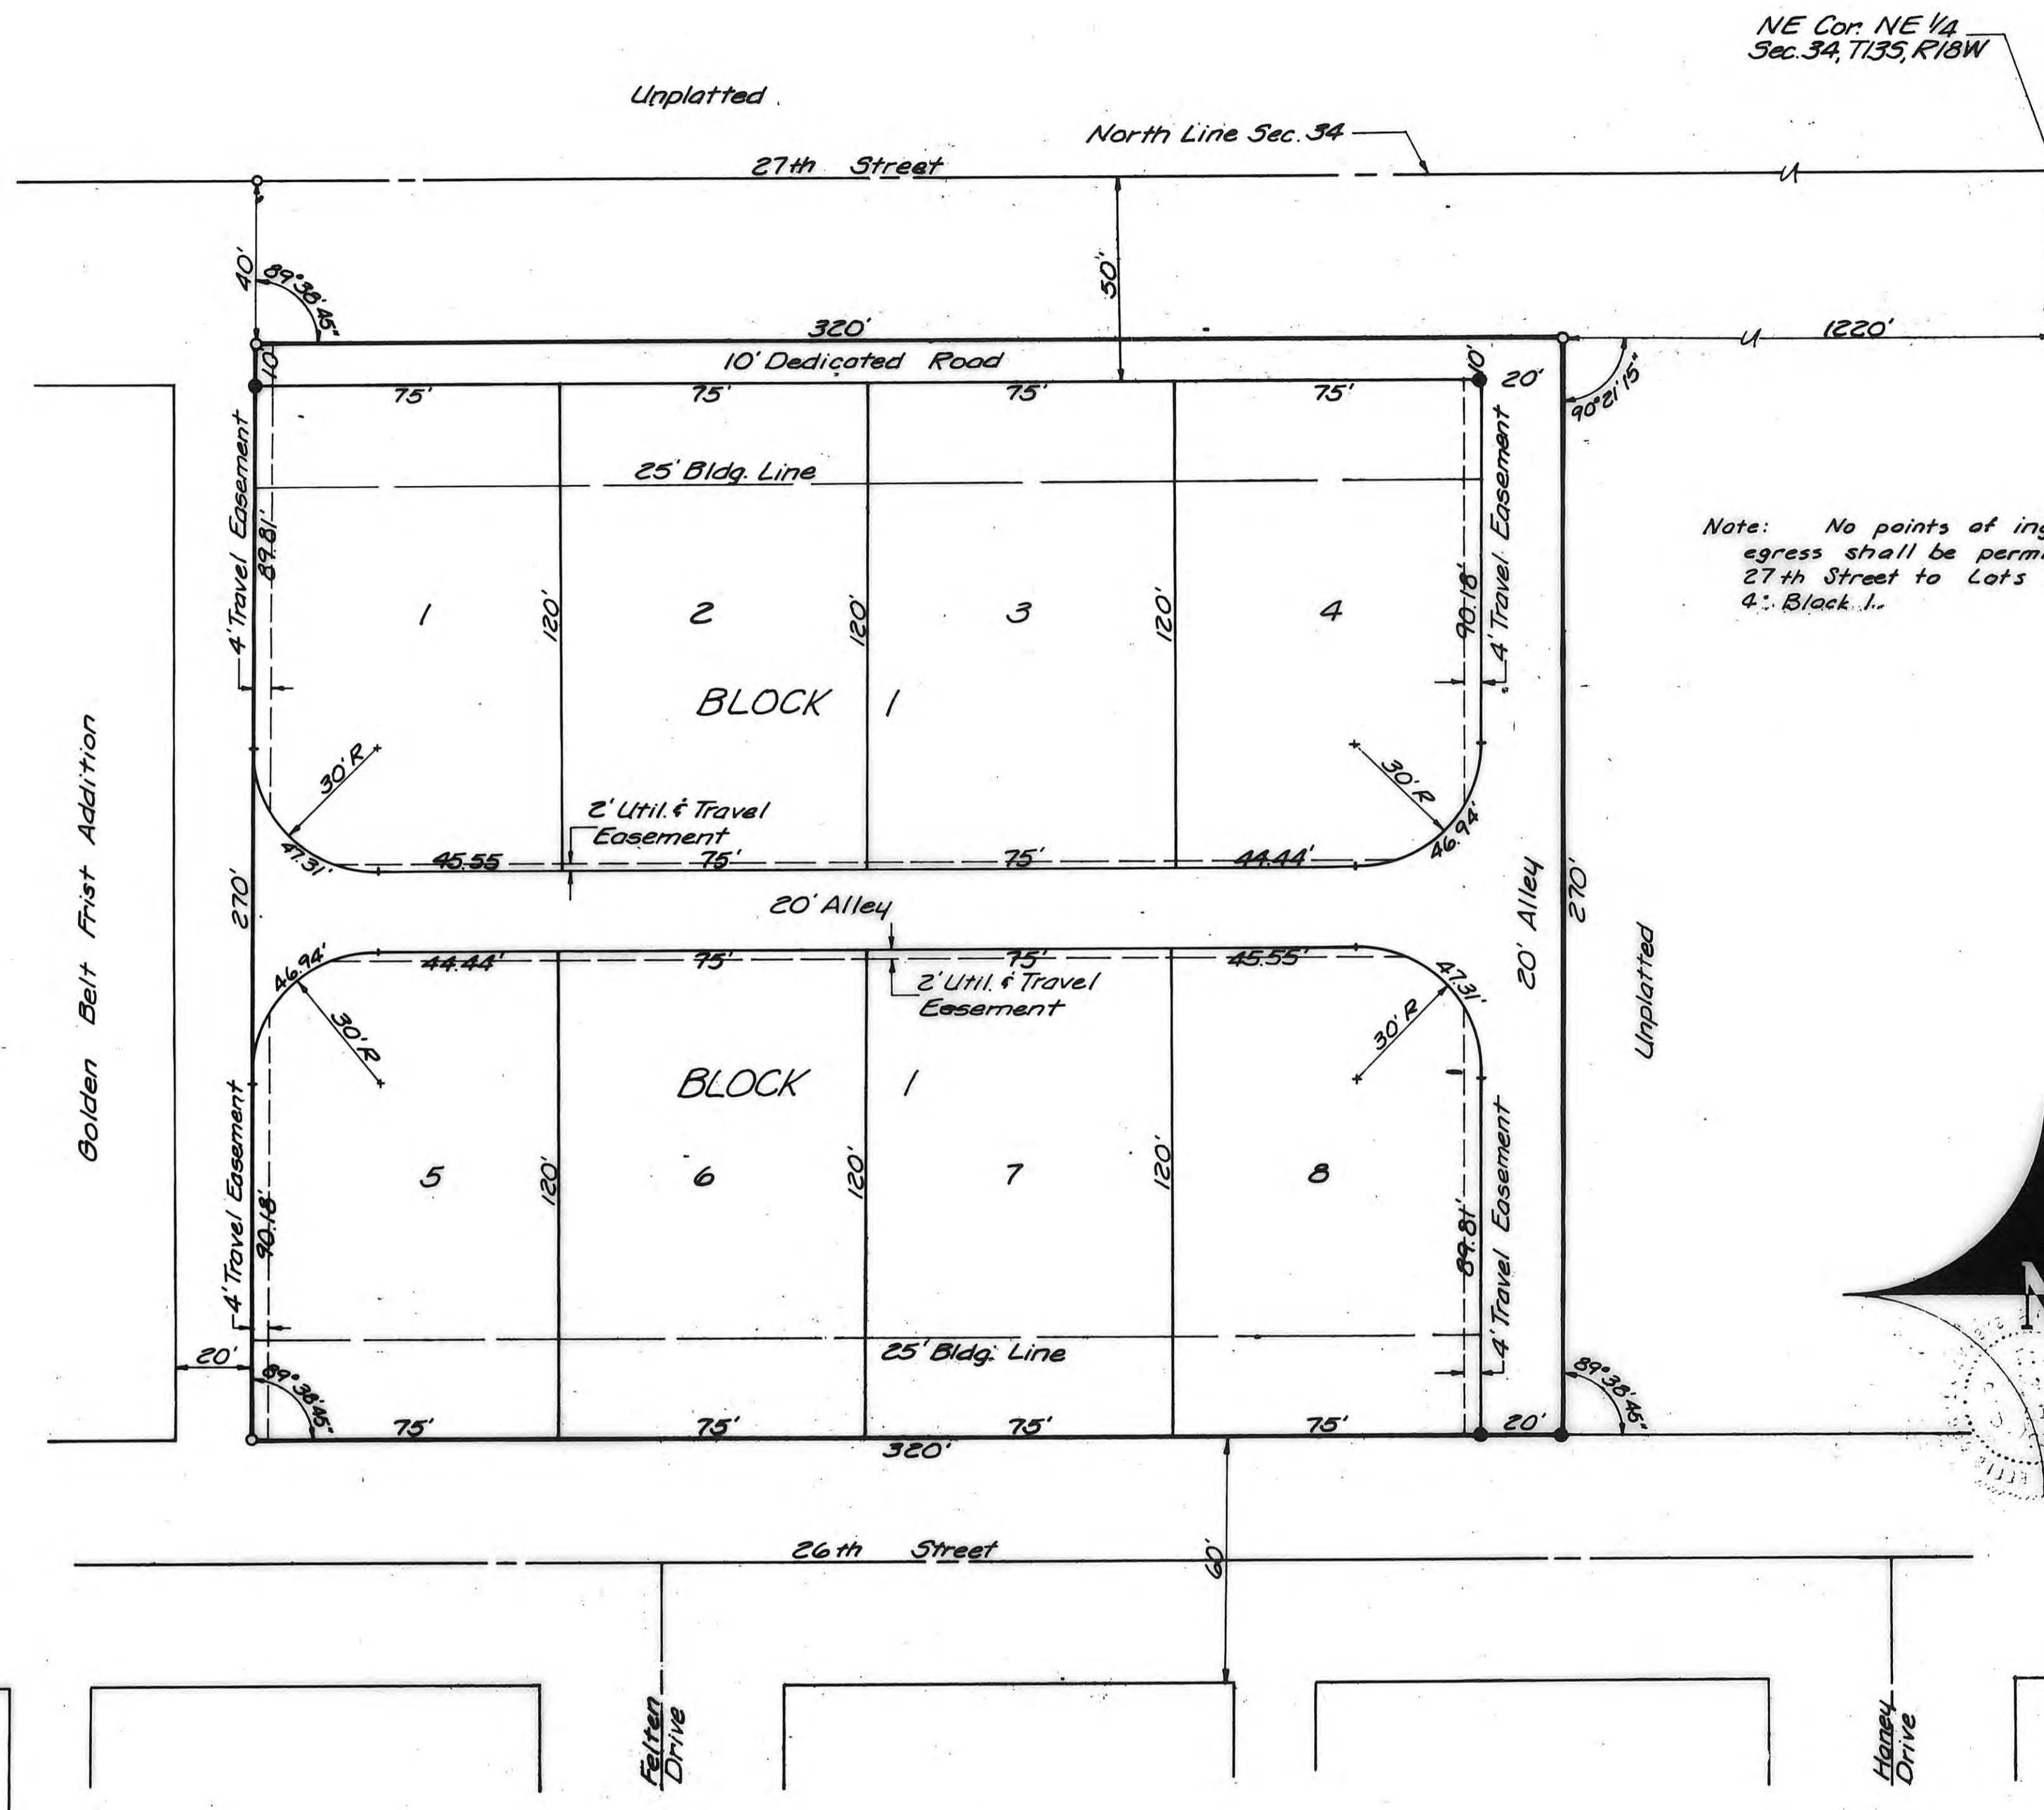 NE Cor. NE 1/4
Sec. 34, T13S, R18W
Unplatted
North Line Sec. 34
27th Street
40'
89°38'45"
50'
320'
1220'
10'
10' Dedicated Road
10'
20'
90°21'15"
75'
75'
75'
75'
4' Travel Easement
89.81'
25' Bldg. Line
4' Travel Easement
90.18'
Note: No points of
egress shall be
27th Street to Lots
4: Block 1.
1
120'
2
120'
3
120'
4
BLOCK 1
30' R
30' R
2' Util. & Travel
Easement
47.31'
45.55
75'
75'
44.44'
46.94'
270'
20' Alley
20' Alley
270'
Golden Belt Frist Addition
Unplatted
46.94'
44.44'
75'
75'
45.55'
47.31'
2' Util. & Travel
Easement
30' R
30' R
BLOCK 1
4' Travel Easement
90.18'
5
120'
6
120'
7
120'
8
89.81'
4' Travel Easement
N
25' Bldg. Line
20'
89°38'45"
89°38'45"
75'
75'
75'
75'
20'
320'
26th Street
60'
Felten
Drive
Haney
Drive